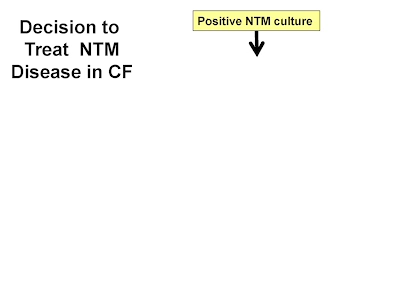 Decision to
Treat  NTM
Disease in CF
Positive NTM culture